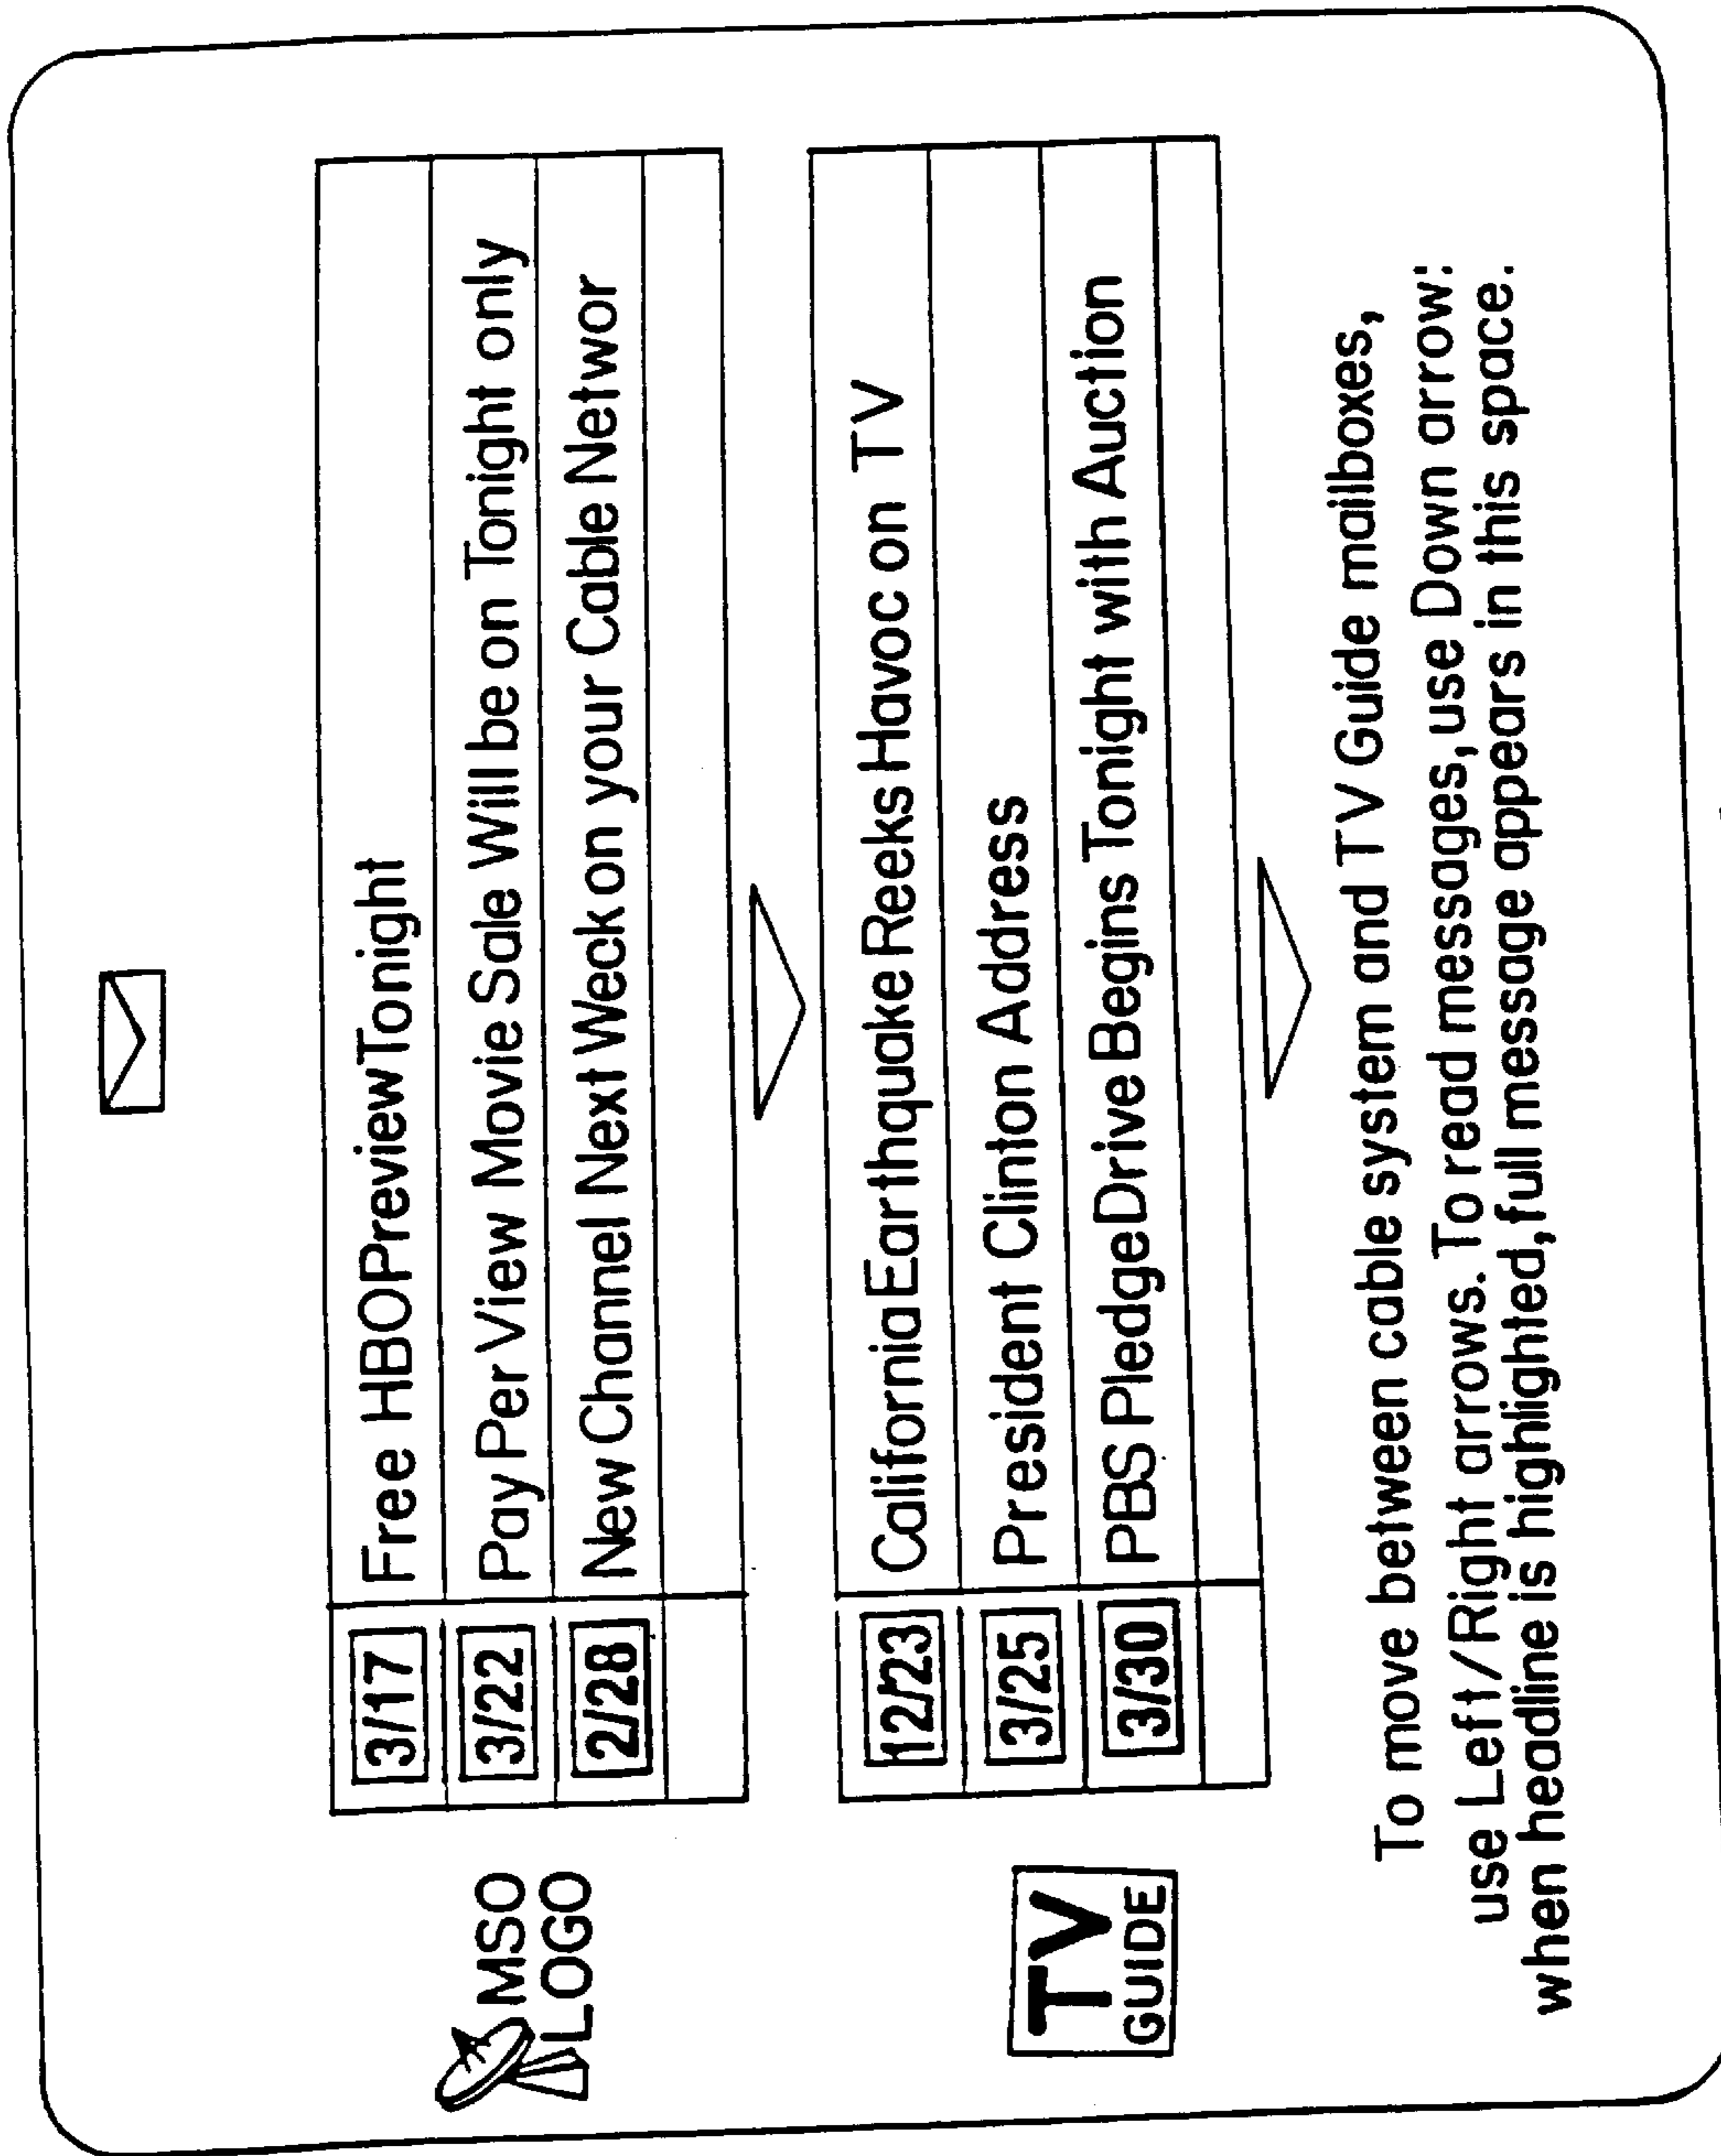 MSO
LOGO
3/17 Free HBOPreviewTonight
3/22 Pay Per View Movie Sale Will be on Tonight only
2/28 New Channel Next Weck on your Cable Networ
TV
GUIDE
12/23 California Earthquake Reeks Havoc on TV
3/25 President Clinton Address
3/30 PBS Pledge Drive Begins Tonight with Auction
To move between cable system and TV Guide mailboxes,
use Left/Right arrows. To read messages, use Down arrow:
when headline is highlighted, full message appears in this space.